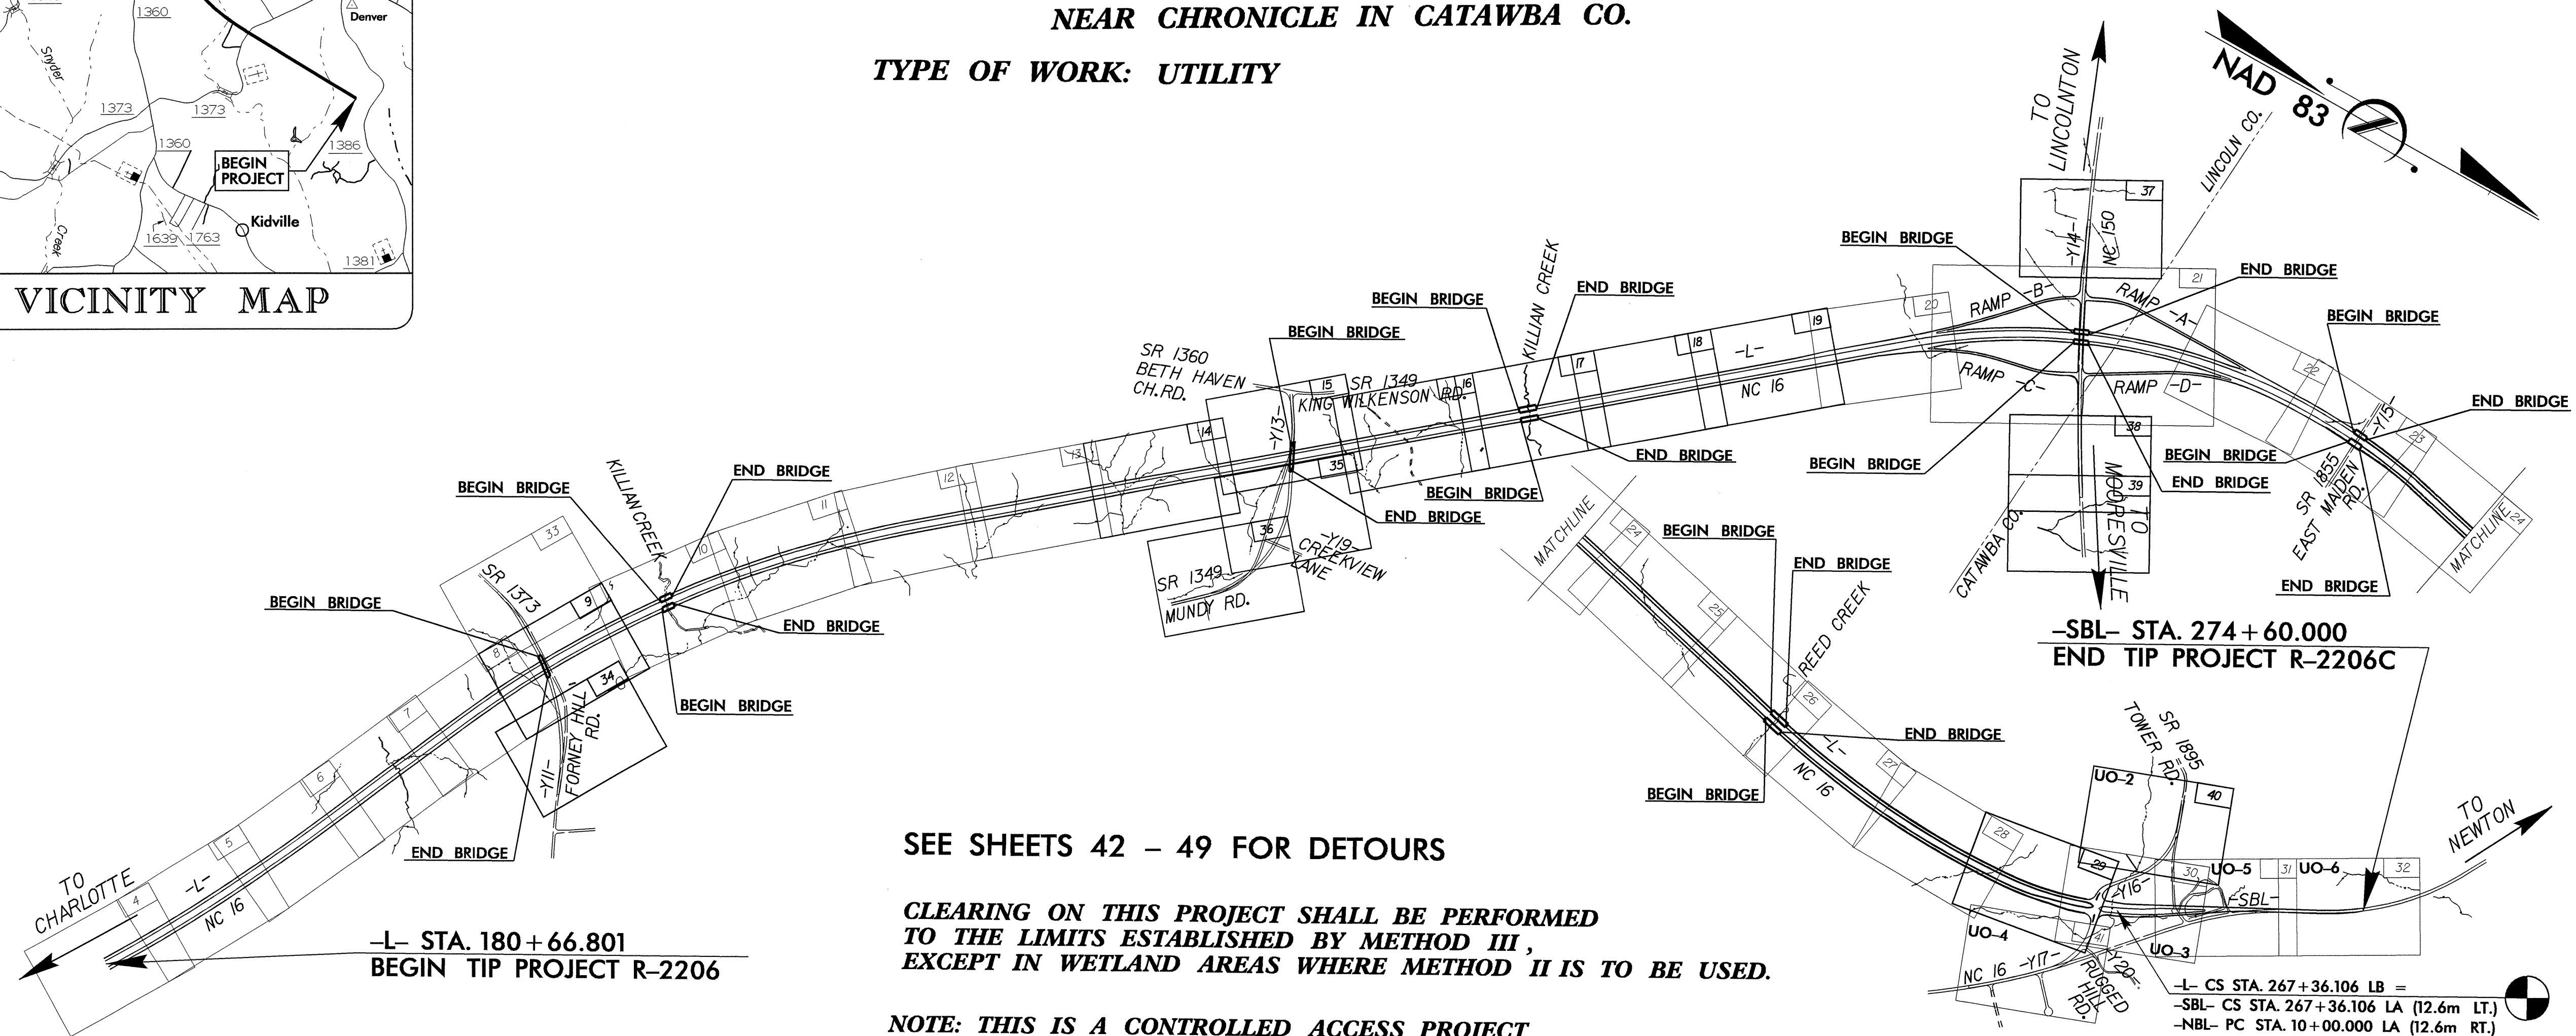 NEAR CHRONICLE IN CATAWBA CO.
TYPE OF WORK: UTILITY
1360
Denver
Snyder
1373
1373
1360
1386
BEGIN
PROJECT
Kidville
1639
1763
Creek
1381
VICINITY MAP
NAD 83
TO
LINCOLNTON
LINCOLN CO.
37
-Y14-
NC 150
BEGIN BRIDGE
END BRIDGE
21
20
RAMP -B-
RAMP -A-
RAMP -C-
RAMP -D-
BEGIN BRIDGE
END BRIDGE
22
23
-Y15-
END BRIDGE
BEGIN BRIDGE
SR 1855
EAST MAIDEN
RD.
END BRIDGE
MATCHLINE
24
BEGIN BRIDGE
END BRIDGE
38
39
TO
MOORESVILLE
CATAWBA CO.
BEGIN BRIDGE
KILLIAN CREEK
END BRIDGE
17
18
19
-L-
NC 16
END BRIDGE
BEGIN BRIDGE
BEGIN BRIDGE
SR 1360
BETH HAVEN
CH.RD.
15
SR 1349
KING WILKENSON RD.
16
-Y13-
14
35
END BRIDGE
36
-Y19-
CREEKVIEW
LANE
SR 1349
MUNDY RD.
13
12
11
10
KILLIAN CREEK
BEGIN BRIDGE
END BRIDGE
END BRIDGE
BEGIN BRIDGE
33
SR 1373
9
8
34
BEGIN BRIDGE
-Y11-
FORNEY HILL
RD.
END BRIDGE
7
6
5
4
-L-
NC 16
TO
CHARLOTTE
-L- STA. 180+66.801
BEGIN TIP PROJECT R-2206
MATCHLINE
24
25
BEGIN BRIDGE
END BRIDGE
REED CREEK
26
END BRIDGE
BEGIN BRIDGE
-L-
NC 16
27
28
29
-SBL- STA. 274+60.000
END TIP PROJECT R-2206C
SR 1895
TOWER RD.
UO-2
40
-Y16-
30
UO-5
31
UO-6
32
-SBL-
TO
NEWTON
UO-4
41
UO-3
NC 16 -Y17-
-Y20-
RUGGED
HILL
RD.
SEE SHEETS 42 - 49 FOR DETOURS
CLEARING ON THIS PROJECT SHALL BE PERFORMED
TO THE LIMITS ESTABLISHED BY METHOD III,
EXCEPT IN WETLAND AREAS WHERE METHOD II IS TO BE USED.
NOTE: THIS IS A CONTROLLED ACCESS PROJECT
-L- CS STA. 267+36.106 LB =
-SBL- CS STA. 267+36.106 LA (12.6m LT.)
-NBL- PC STA. 10+00.000 LA (12.6m RT.)